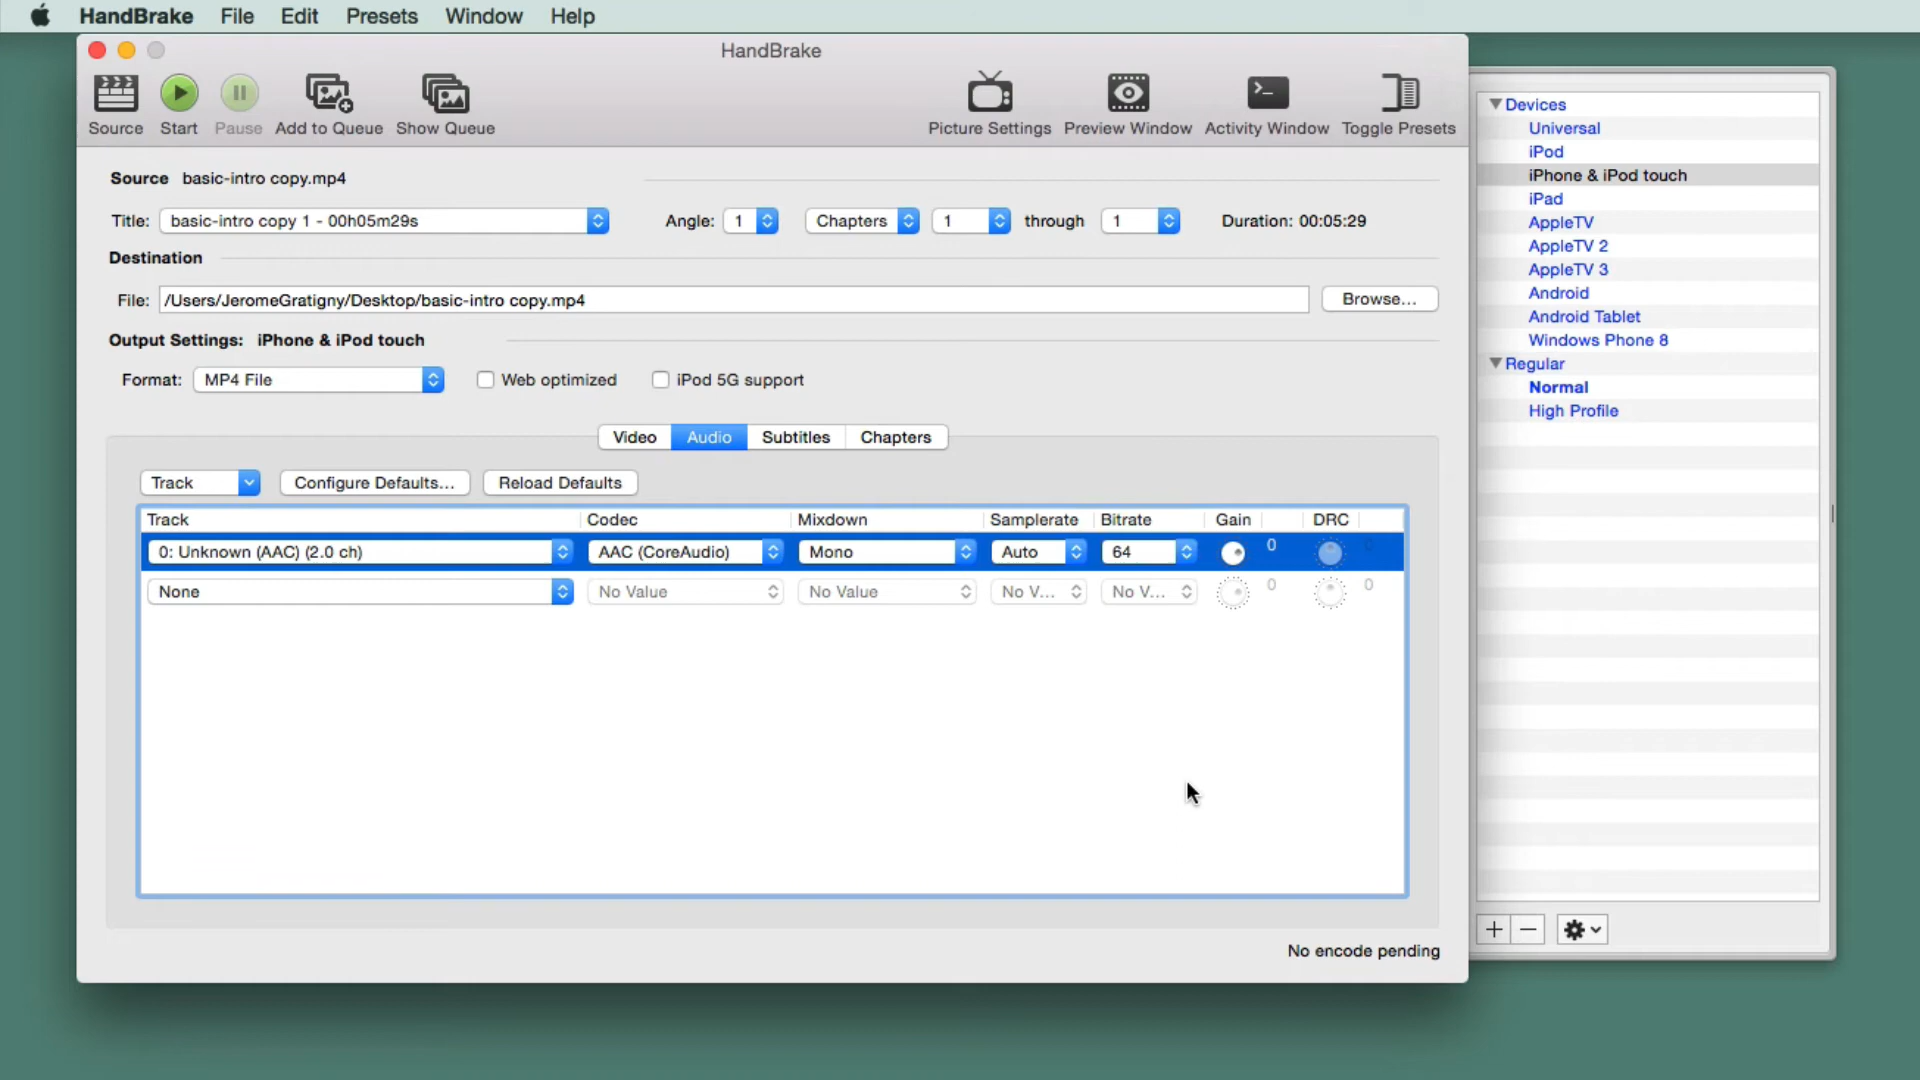 HandBrake File Edit Presets Window Help
HandBrake
Source Start Pause Add to Queue Show Queue Picture Settings Preview Window Activity Window Toggle Presets
Source basic-intro copy.mp4
Title: basic-intro copy 1 - 00h05m29s Angle: 1 Chapters 1 through 1 Duration: 00:05:29
Destination
File: /Users/JeromeGratigny/Desktop/basic-intro copy.mp4 Browse...
Output Settings: iPhone & iPod touch
Format: MP4 File Web optimized iPod 5G support
Video Audio Subtitles Chapters
Track Configure Defaults... Reload Defaults
Track Codec Mixdown Samplerate Bitrate Gain DRC
0: Unknown (AAC) (2.0 ch) AAC (CoreAudio) Mono Auto 64 0 0
None No Value No Value No V... No V... 0 0
No encode pending
Devices
Universal
iPod
iPhone & iPod touch
iPad
AppleTV
AppleTV 2
AppleTV 3
Android
Android Tablet
Windows Phone 8
Regular
Normal
High Profile